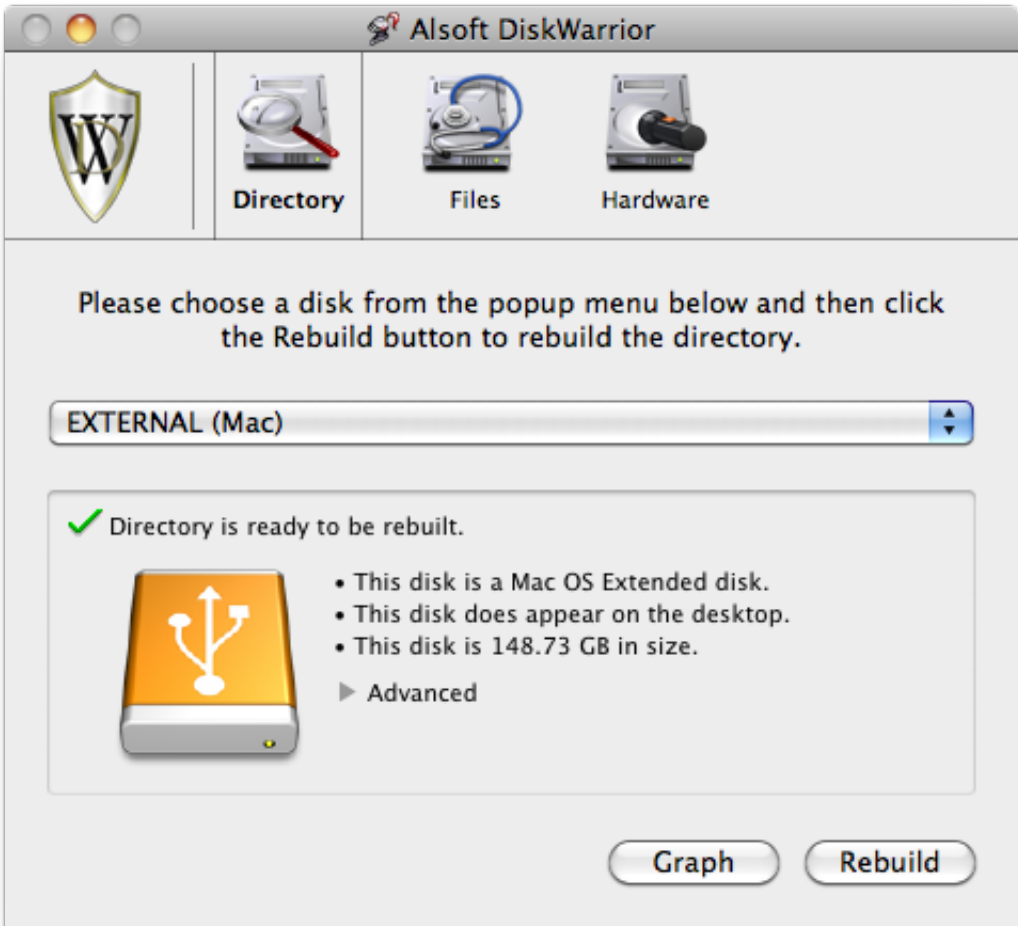 Alsoft DiskWarrior
Directory
Files
Hardware
Please choose a disk from the popup menu below and then click
the Rebuild button to rebuild the directory.
EXTERNAL (Mac)
Directory is ready to be rebuilt.
• This disk is a Mac OS Extended disk.
• This disk does appear on the desktop.
• This disk is 148.73 GB in size.
Advanced
Graph
Rebuild